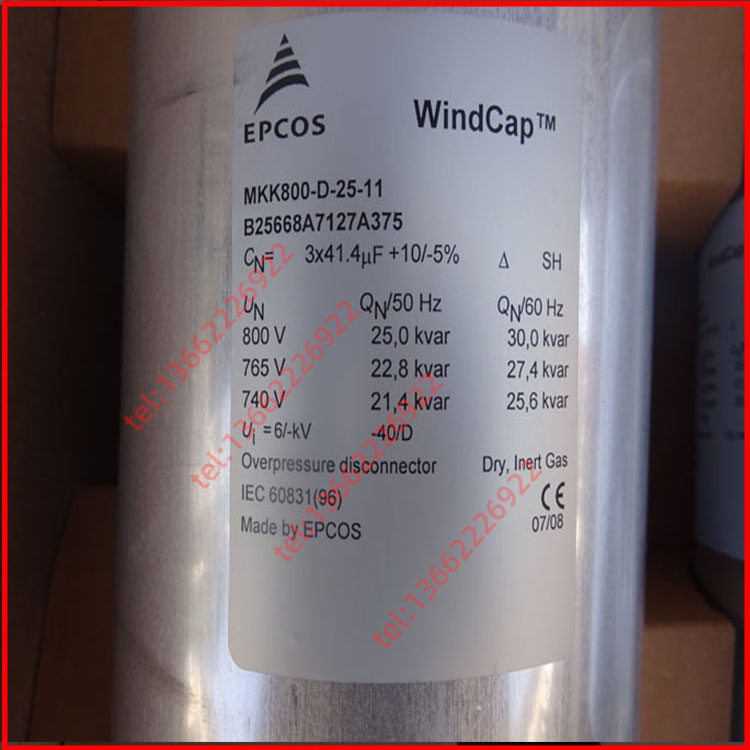 EPCOS
WindCap™
MKK800-D-25-11
B25668A7127A375
CN= 3x41.4µF +10/-5% Δ SH
UN QN/50 Hz QN/60 Hz
800 V 25,0 kvar 30,0 kvar
765 V 22,8 kvar 27,4 kvar
740 V 21,4 kvar 25,6 kvar
Ui =6/-kV -40/D
Overpressure disconnector Dry, Inert Gas
IEC 60831(96) CE
Made by EPCOS 07/08
tel:13662226922
tel:13662226922
tel:13662226922
tel:13662226922
WindCap